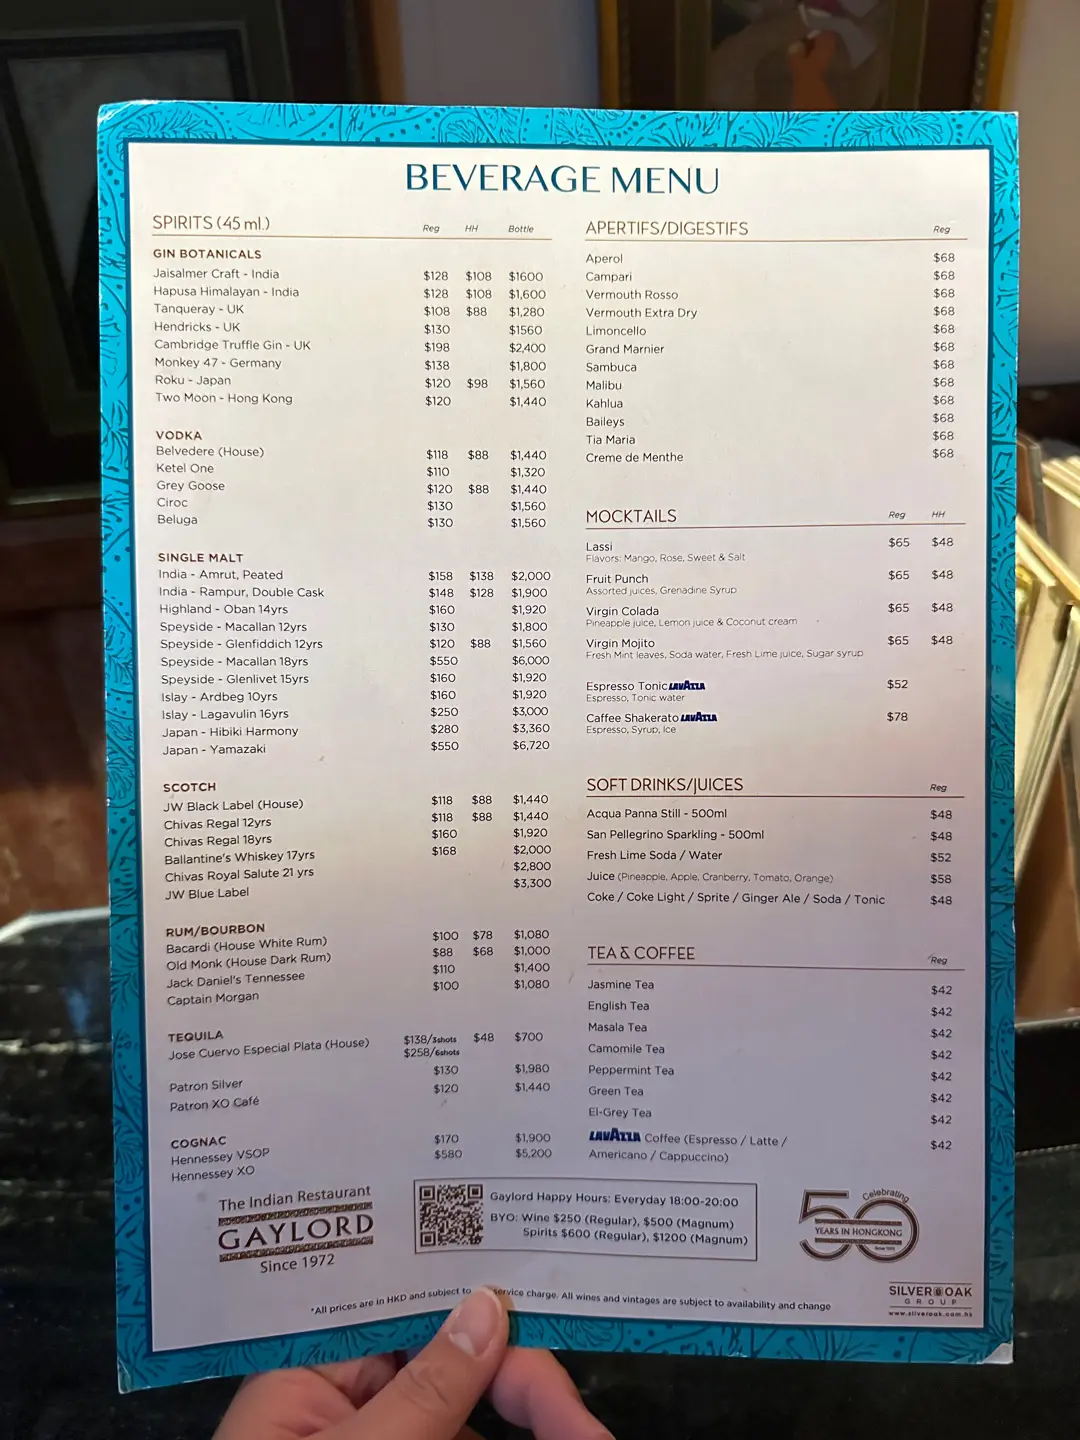 BEVERAGE MENU
SPIRITS (45 ml.) Reg HH Bottle
GIN BOTANICALS
Jaisalmer Craft - India $128 $108 $1600
Hapusa Himalayan - India $128 $108 $1,600
Tanqueray - UK $108 $88 $1,280
Hendricks - UK $130 $1560
Cambridge Truffle Gin - UK $198 $2,400
Monkey 47 - Germany $138 $1,800
Roku - Japan $120 $98 $1,560
Two Moon - Hong Kong $120 $1,440
VODKA
Belvedere (House) $118 $88 $1,440
Ketel One $110 $1,320
Grey Goose $120 $88 $1,440
Ciroc $130 $1,560
Beluga $130 $1,560
SINGLE MALT
India - Amrut, Peated $158 $138 $2,000
India - Rampur, Double Cask $148 $128 $1,900
Highland - Oban 14yrs $160 $1,920
Speyside - Macallan 12yrs $130 $1,800
Speyside - Glenfiddich 12yrs $120 $88 $1,560
Speyside - Macallan 18yrs $550 $6,000
Speyside - Glenlivet 15yrs $160 $1,920
Islay - Ardbeg 10yrs $160 $1,920
Islay - Lagavulin 16yrs $250 $3,000
Japan - Hibiki Harmony $280 $3,360
Japan - Yamazaki $550 $6,720
SCOTCH
JW Black Label (House) $118 $88 $1,440
Chivas Regal 12yrs $118 $88 $1,440
Chivas Regal 18yrs $160 $1,920
Ballantine's Whiskey 17yrs $168 $2,000
Chivas Royal Salute 21 yrs $2,800
JW Blue Label $3,300
RUM/BOURBON
Bacardi (House White Rum) $100 $78 $1,080
Old Monk (House Dark Rum) $88 $68 $1,000
Jack Daniel's Tennessee $110 $1,400
Captain Morgan $100 $1,080
TEQUILA
Jose Cuervo Especial Plata (House) $138/3shots $48 $700
$258/6shots
Patron Silver $130 $1,980
Patron XO Café $120 $1,440
COGNAC
Hennessey VSOP $170 $1,900
Hennessey XO $580 $5,200
APERTIFS/DIGESTIFS Reg
Aperol $68
Campari $68
Vermouth Rosso $68
Vermouth Extra Dry $68
Limoncello $68
Grand Marnier $68
Sambuca $68
Malibu $68
Kahlua $68
Baileys $68
Tia Maria $68
Creme de Menthe $68
MOCKTAILS Reg HH
Lassi $65 $48
Flavors: Mango, Rose, Sweet & Salt
Fruit Punch $65 $48
Assorted juices, Grenadine Syrup
Virgin Colada $65 $48
Pineapple juice, Lemon juice & Coconut cream
Virgin Mojito $65 $48
Fresh Mint leaves, Soda water, Fresh Lime juice, Sugar syrup
Espresso Tonic LAVAZZA $52
Espresso, Tonic water
Caffee Shakerato LAVAZZA $78
Espresso, Syrup, Ice
SOFT DRINKS/JUICES Reg
Acqua Panna Still - 500ml $48
San Pellegrino Sparkling - 500ml $48
Fresh Lime Soda / Water $52
Juice (Pineapple, Apple, Cranberry, Tomato, Orange) $58
Coke / Coke Light / Sprite / Ginger Ale / Soda / Tonic $48
TEA & COFFEE Reg
Jasmine Tea $42
English Tea $42
Masala Tea $42
Camomile Tea $42
Peppermint Tea $42
Green Tea $42
El-Grey Tea $42
LAVAZZA Coffee (Espresso / Latte / $42
Americano / Cappuccino)
The Indian Restaurant
GAYLORD
Since 1972
Gaylord Happy Hours: Everyday 18:00-20:00
BYO: Wine $250 (Regular), $500 (Magnum)
Spirits $600 (Regular), $1200 (Magnum)
Celebrating
50
YEARS IN HONGKONG
Since 1972
*All prices are in HKD and subject to service charge. All wines and vintages are subject to availability and change
SILVER OAK
GROUP
www.silveroak.com.hk